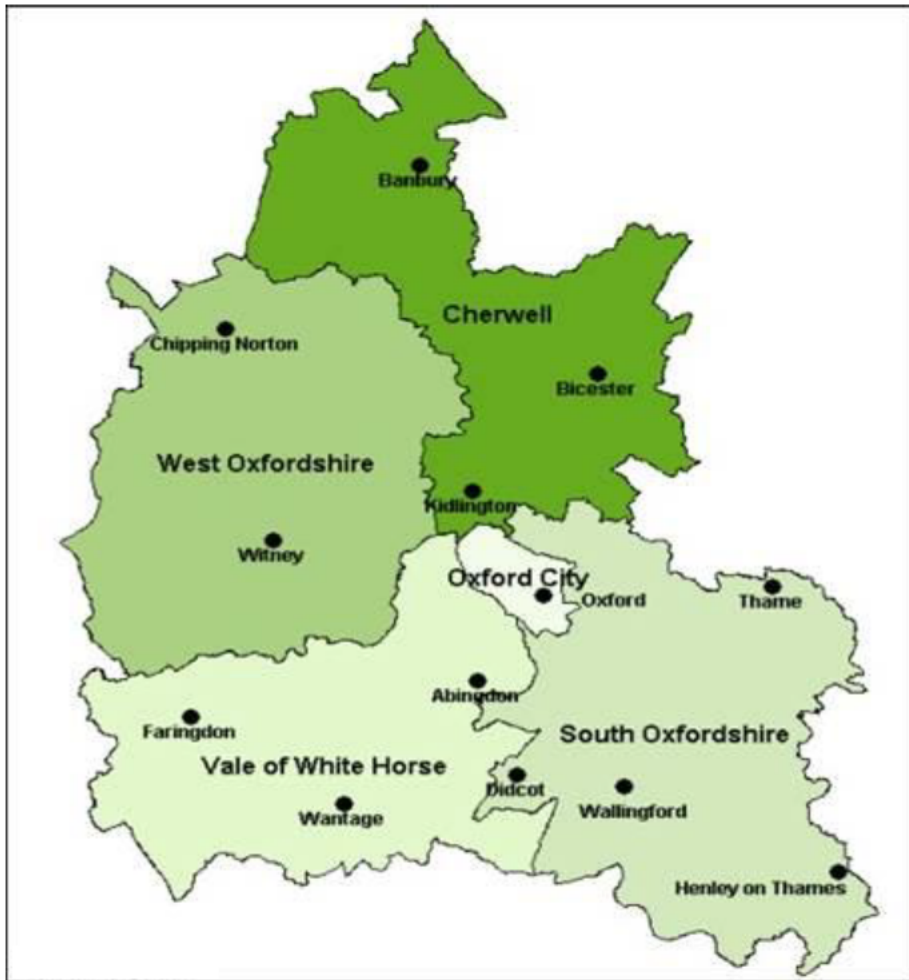 Banbury
Cherwell
Chipping Norton
Bicester
West Oxfordshire
Kidlington
Witney
Oxford City
Oxford
Thame
Abingdon
Faringdon
South Oxfordshire
Vale of White Horse
Didcot
Wantage
Wallingford
Henley on Thames